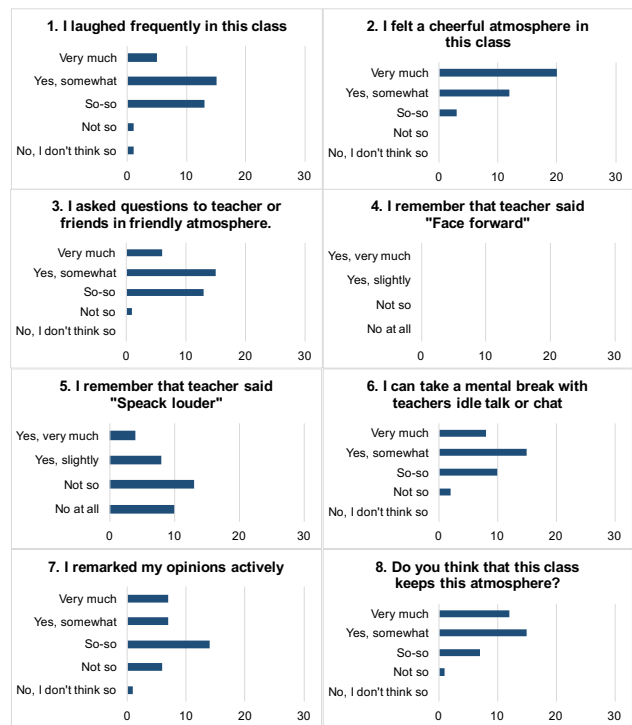 1. I laughed frequently in this class
Very much
Yes, somewhat
So-so
Not so
No, I don't think so
0 10 20 30
2. I felt a cheerful atmosphere in
this class
Very much
Yes, somewhat
So-so
Not so
No, I don't think so
0 10 20 30
3. I asked questions to teacher or
friends in friendly atmosphere.
Very much
Yes, somewhat
So-so
Not so
No, I don't think so
0 10 20 30
4. I remember that teacher said
"Face forward"
Yes, very much
Yes, slightly
Not so
No at all
0 10 20 30
5. I remember that teacher said
"Speack louder"
Yes, very much
Yes, slightly
Not so
No at all
0 10 20 30
6. I can take a mental break with
teachers idle talk or chat
Very much
Yes, somewhat
So-so
Not so
No, I don't think so
0 10 20 30
7. I remarked my opinions actively
Very much
Yes, somewhat
So-so
Not so
No, I don't think so
0 10 20 30
8. Do you think that this class
keeps this atmosphere?
Very much
Yes, somewhat
So-so
Not so
No, I don't think so
0 10 20 30